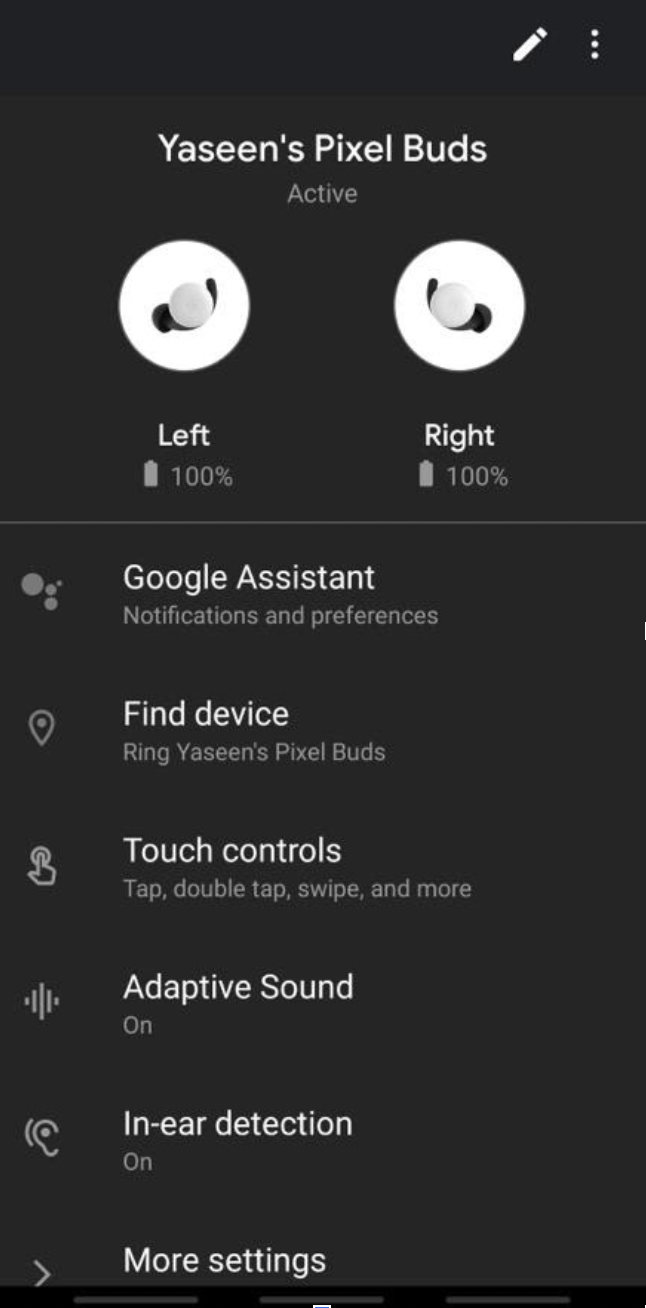 Yaseen's Pixel Buds
Active
Left
Right
100%
100%
Google Assistant
Notifications and preferences
Find device
Ring Yaseen's Pixel Buds
Touch controls
Tap, double tap, swipe, and more
Adaptive Sound
On
In-ear detection
On
More settings